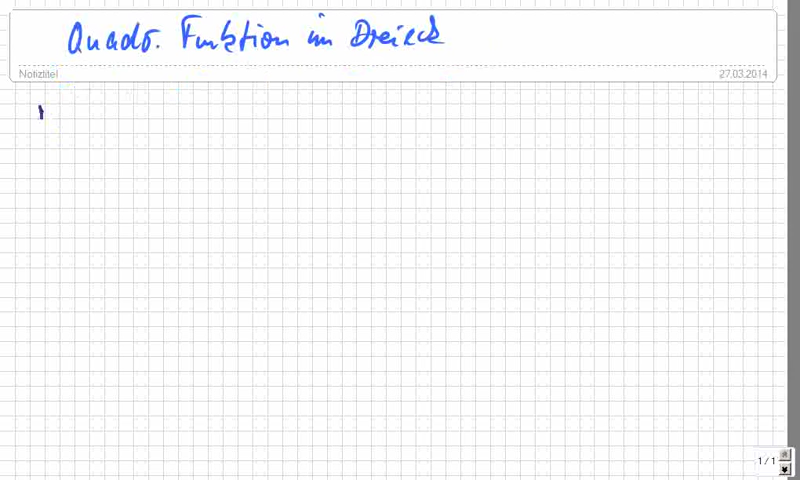 Quadr. Funktion im Dreieck
Notiztitel
27.03.2014
1 / 1